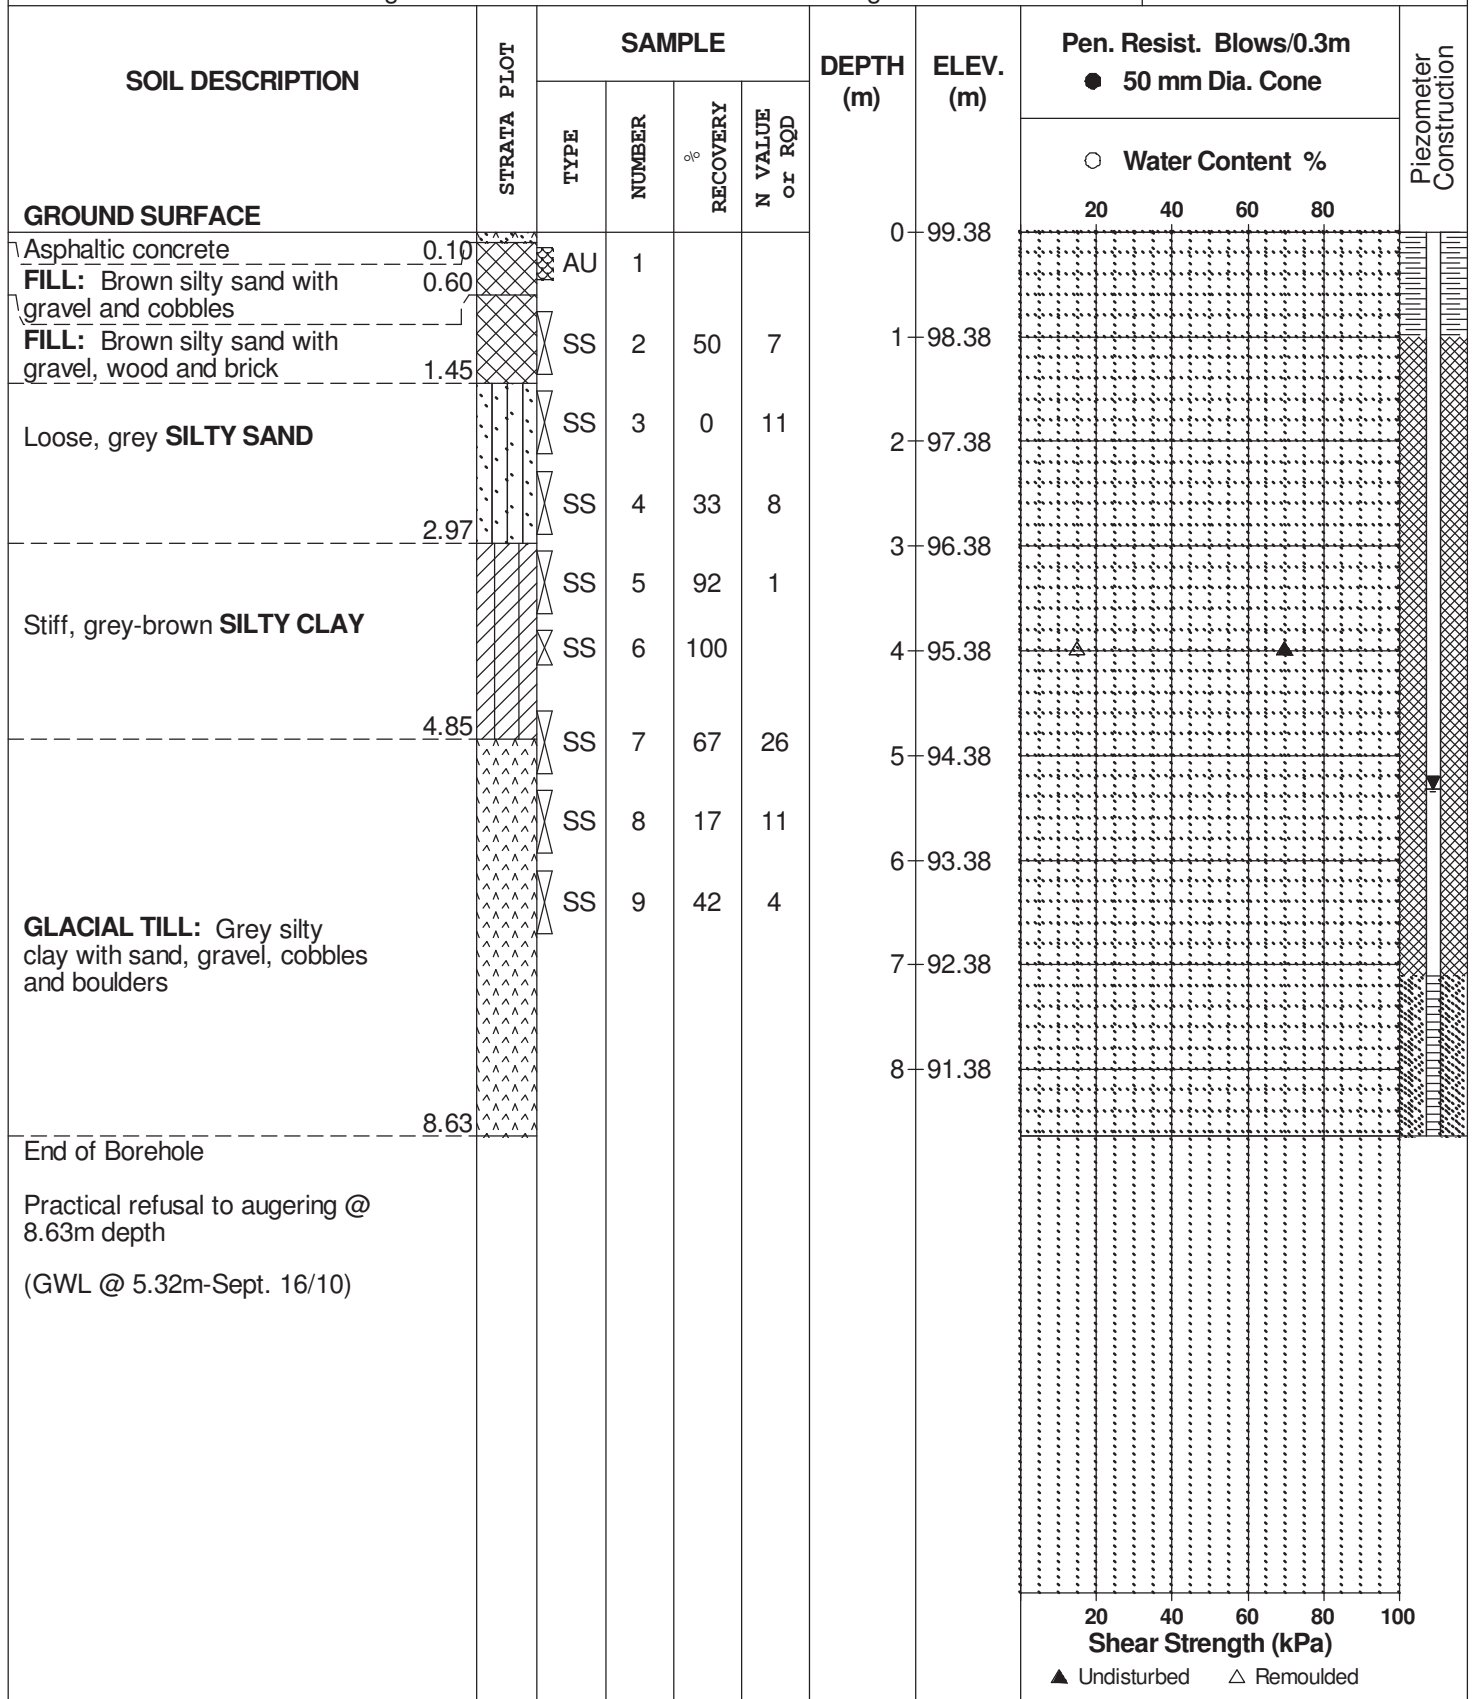 SOIL DESCRIPTION
GROUND SURFACE
STRATA PLOT
SAMPLE
TYPE
NUMBER
% RECOVERY
N VALUE or RQD
DEPTH (m)
ELEV. (m)
Pen. Resist. Blows/0.3m
● 50 mm Dia. Cone
○ Water Content %
20 40 60 80
Piezometer Construction
0 99.38
Asphaltic concrete 0.10
AU 1
FILL: Brown silty sand with 0.60
gravel and cobbles
FILL: Brown silty sand with
gravel, wood and brick 1.45
SS 2 50 7
1 98.38
SS 3 0 11
Loose, grey SILTY SAND
2 97.38
SS 4 33 8
2.97
3 96.38
SS 5 92 1
Stiff, grey-brown SILTY CLAY
SS 6 100
4 95.38
4.85
SS 7 67 26
5 94.38
SS 8 17 11
6 93.38
SS 9 42 4
GLACIAL TILL: Grey silty
clay with sand, gravel, cobbles
and boulders
7 92.38
8 91.38
8.63
End of Borehole
Practical refusal to augering @
8.63m depth
(GWL @ 5.32m-Sept. 16/10)
20 40 60 80 100
Shear Strength (kPa)
▲ Undisturbed △ Remoulded